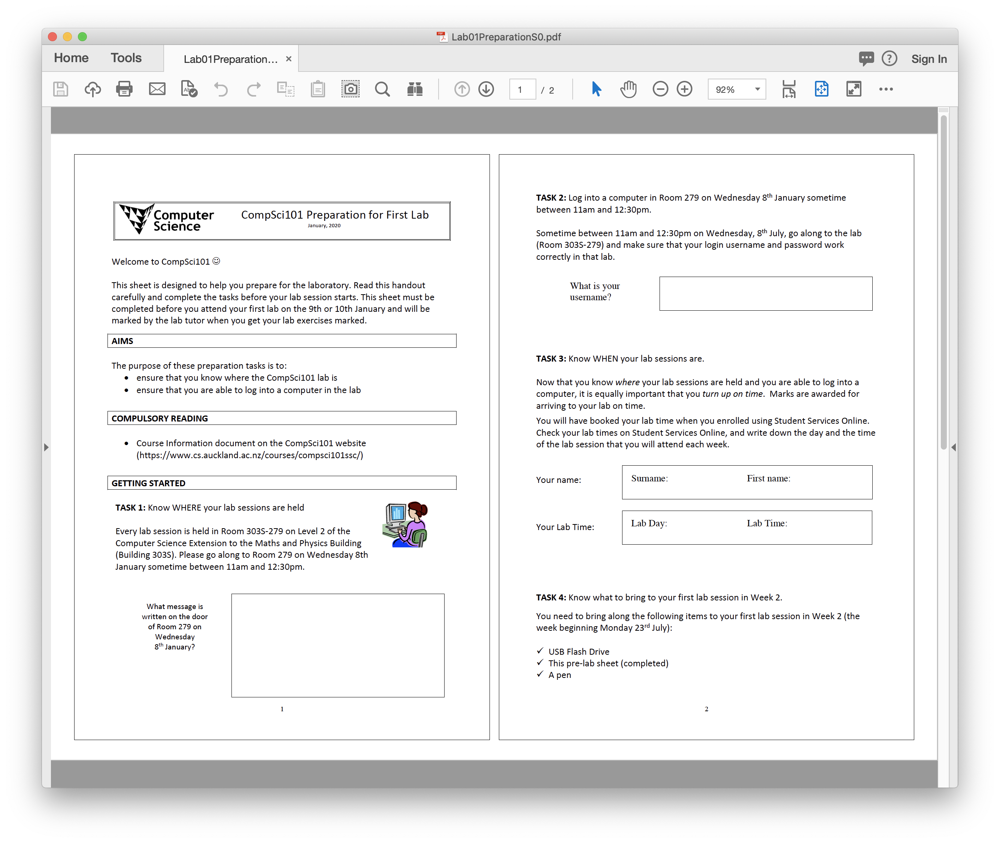 Lab01PreparationS0.pdf
Home
Tools
Lab01Preparation...
Sign In
1 / 2
92%
Computer
Science
CompSci101 Preparation for First Lab
January, 2020
Welcome to CompSci101 ☺
This sheet is designed to help you prepare for the laboratory. Read this handout
carefully and complete the tasks before your lab session starts. This sheet must be
completed before you attend your first lab on the 9th or 10th January and will be
marked by the lab tutor when you get your lab exercises marked.
AIMS
The purpose of these preparation tasks is to:
• ensure that you know where the CompSci101 lab is
• ensure that you are able to log into a computer in the lab
COMPULSORY READING
• Course Information document on the CompSci101 website
(https://www.cs.auckland.ac.nz/courses/compsci101ssc/)
GETTING STARTED
TASK 1: Know WHERE your lab sessions are held
Every lab session is held in Room 303S-279 on Level 2 of the
Computer Science Extension to the Maths and Physics Building
(Building 303S). Please go along to Room 279 on Wednesday 8th
January sometime between 11am and 12:30pm.
What message is
written on the door
of Room 279 on
Wednesday
8th January?
1
TASK 2: Log into a computer in Room 279 on Wednesday 8th January sometime
between 11am and 12:30pm.
Sometime between 11am and 12:30pm on Wednesday, 8th July, go along to the lab
(Room 303S-279) and make sure that your login username and password work
correctly in that lab.
What is your
username?
TASK 3: Know WHEN your lab sessions are.
Now that you know where your lab sessions are held and you are able to log into a
computer, it is equally important that you turn up on time.  Marks are awarded for
arriving to your lab on time.
You will have booked your lab time when you enrolled using Student Services Online.
Check your lab times on Student Services Online, and write down the day and the time
of the lab session that you will attend each week.
Your name:
Surname:
First name:
Your Lab Time:
Lab Day:
Lab Time:
TASK 4: Know what to bring to your first lab session in Week 2.
You need to bring along the following items to your first lab session in Week 2 (the
week beginning Monday 23rd July):
✓ USB Flash Drive
✓ This pre-lab sheet (completed)
✓ A pen
2